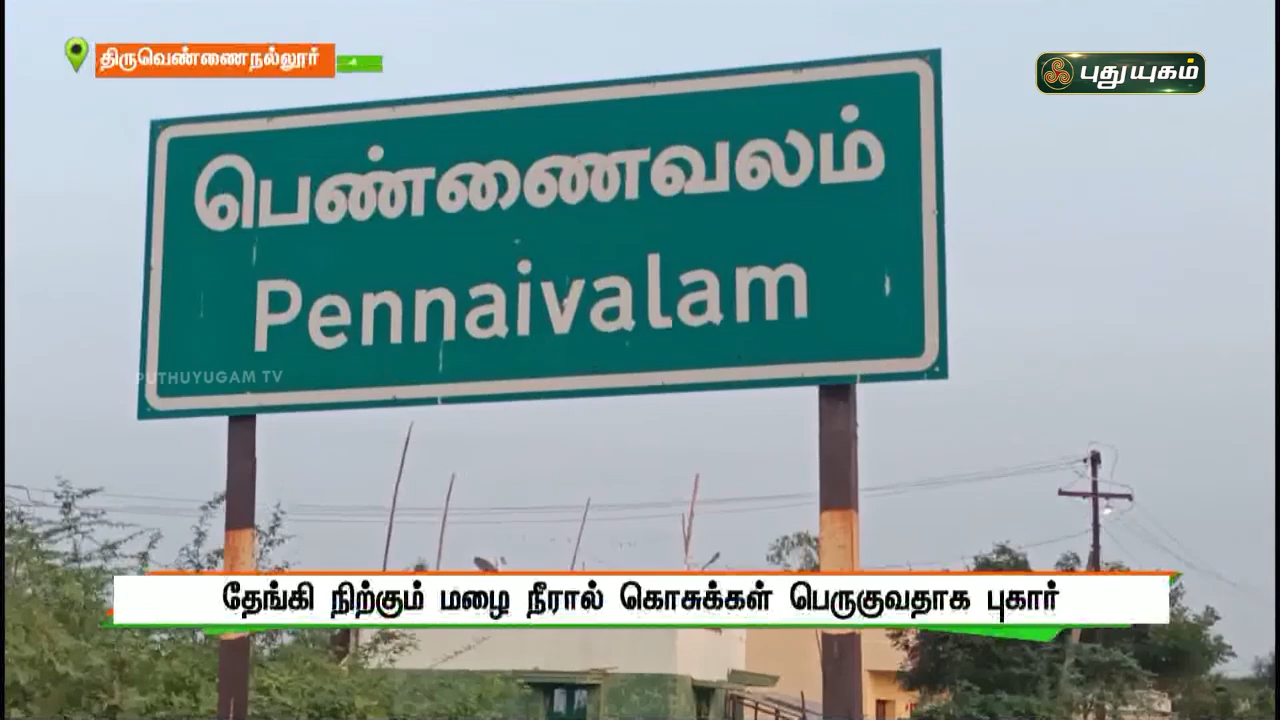 திருவெண்ணைநல்லூர்
புதுயுகம்
பெண்ணைவலம்
Pennaivalam
PUTHUYUGAM TV
தேங்கி நிற்கும் மழை நீரால் கொசுக்கள் பெருகுவதாக புகார்